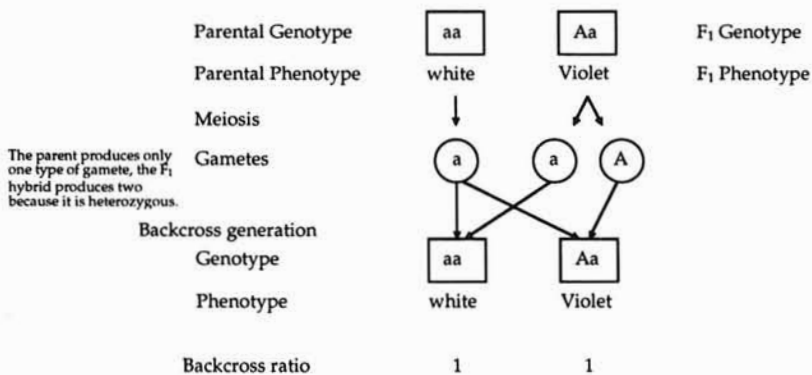 Parental Genotype aa Aa F₁ Genotype
Parental Phenotype white Violet F₁ Phenotype
Meiosis
Gametes a a A
The parent produces only
one type of gamete, the F₁
hybrid produces two
because it is heterozygous.
Backcross generation
Genotype aa Aa
Phenotype white Violet
Backcross ratio 1 1